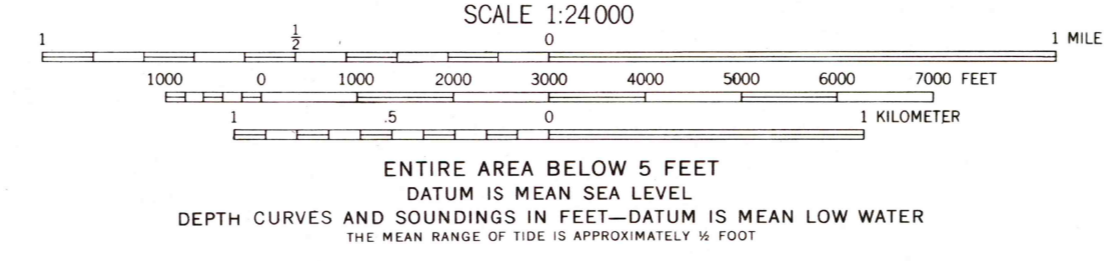 SCALE 1:24 000
1 ½ 0 1 MILE
1000 0 1000 2000 3000 4000 5000 6000 7000 FEET
1 .5 0 1 KILOMETER
ENTIRE AREA BELOW 5 FEET
DATUM IS MEAN SEA LEVEL
DEPTH CURVES AND SOUNDINGS IN FEET—DATUM IS MEAN LOW WATER
THE MEAN RANGE OF TIDE IS APPROXIMATELY ½ FOOT